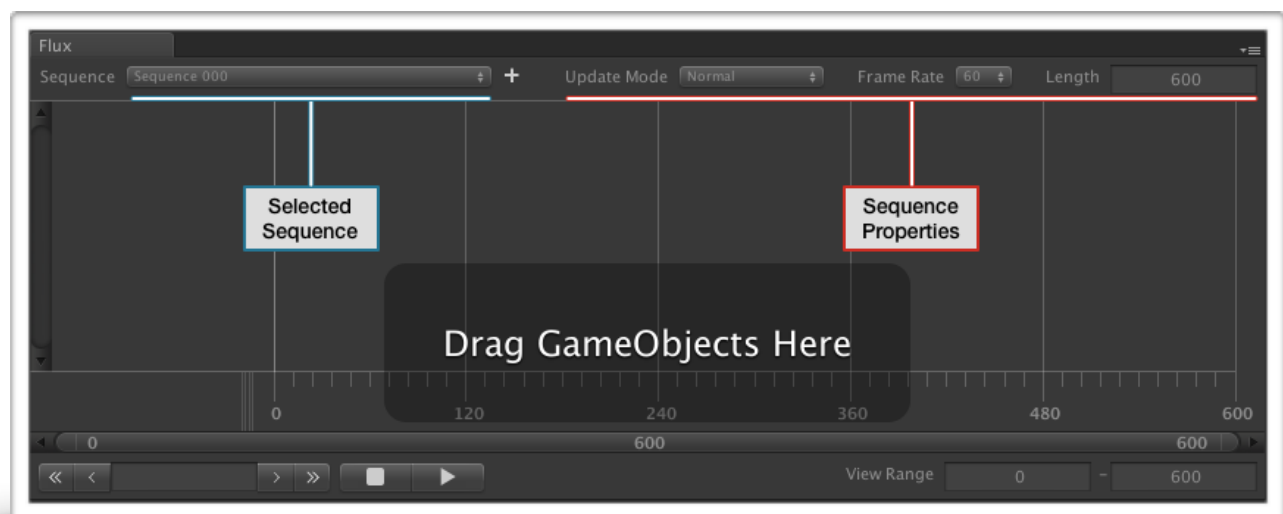 Flux
Sequence Sequence 000 + Update Mode Normal Frame Rate 60 Length 600
Selected
Sequence
Sequence
Properties
Drag GameObjects Here
0 120 240 360 480 600
0 600 600
View Range 0 - 600